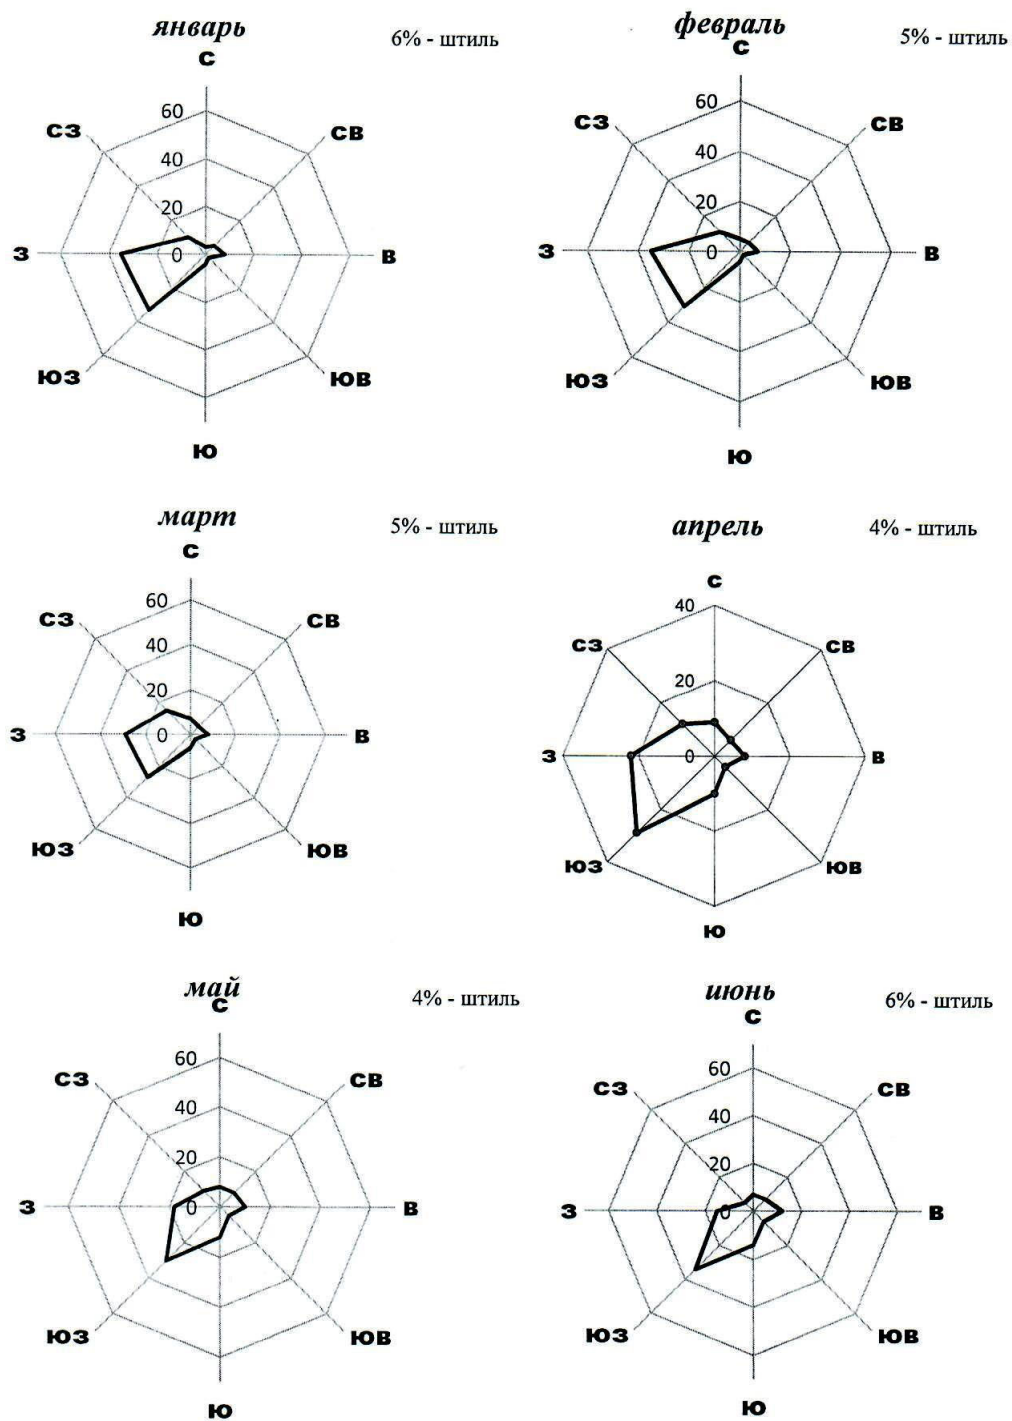 январь
6% - штиль
С
60
СЗ
СВ
40
20
З
0
В
ЮЗ
ЮВ
Ю
февраль
5% - штиль
С
60
СЗ
СВ
40
20
З
0
В
ЮЗ
ЮВ
Ю
март
5% - штиль
С
60
СЗ
СВ
40
20
З
0
В
ЮЗ
ЮВ
Ю
апрель
4% - штиль
С
40
СЗ
СВ
20
З
0
В
ЮЗ
ЮВ
Ю
май
4% - штиль
С
60
СЗ
СВ
40
20
З
0
В
ЮЗ
ЮВ
Ю
июнь
6% - штиль
С
60
СЗ
СВ
40
20
З
0
В
ЮЗ
ЮВ
Ю